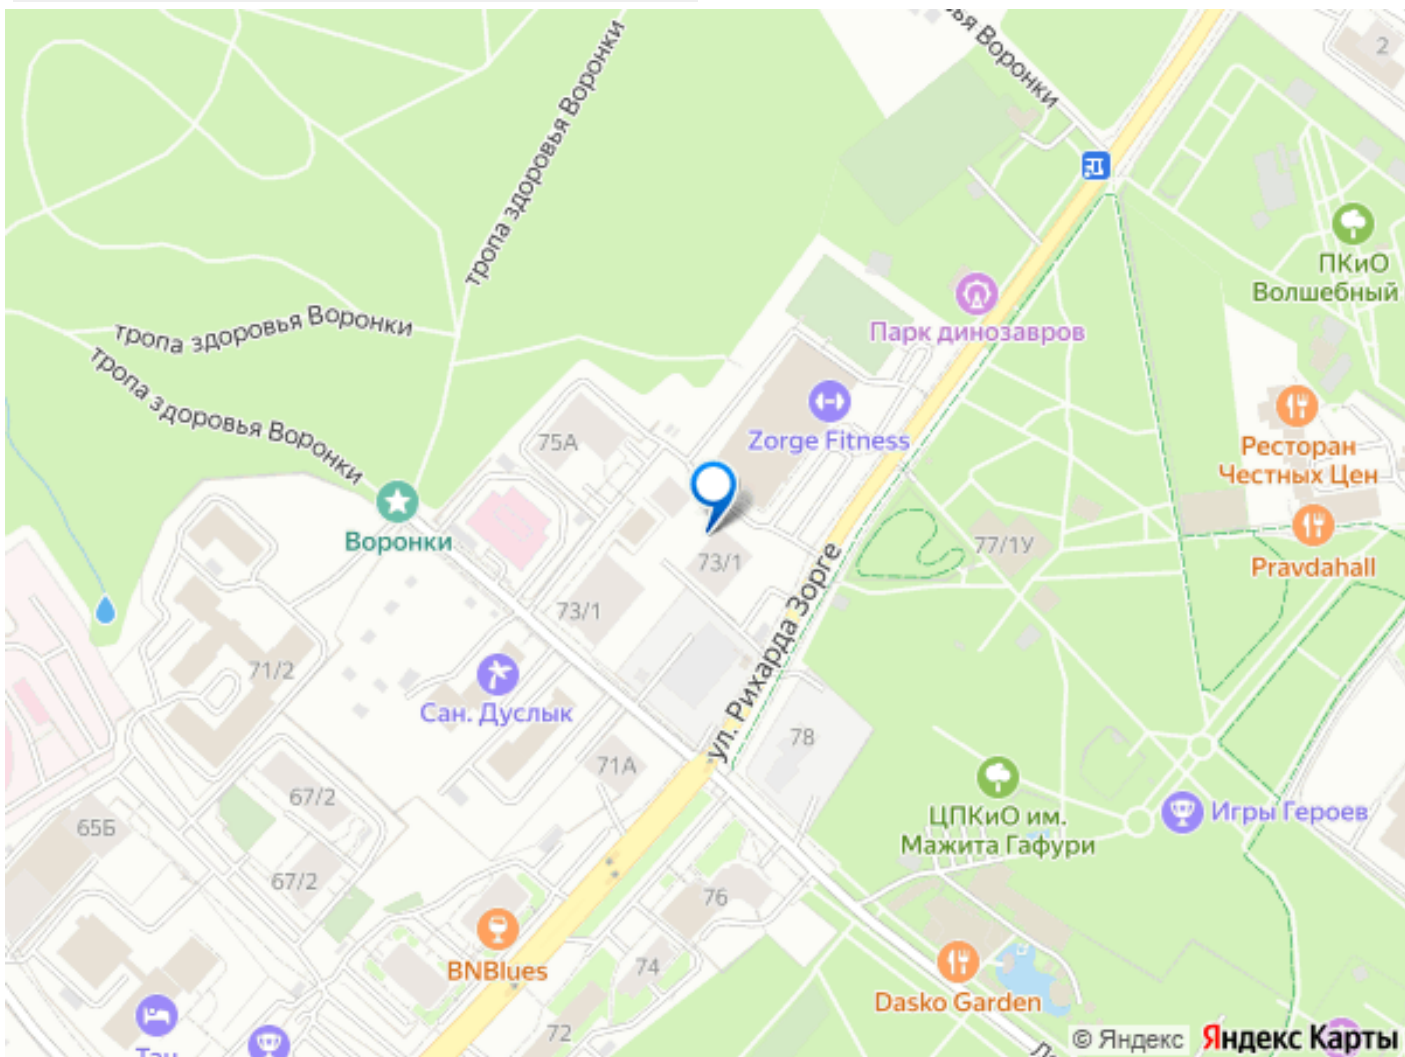 ья Воронки
2
тропа здоровья Воронки
ПКиО
Волшебный
тропа здоровья Воронки
Парк динозавров
тропа здоровья Воронки
75А
Zorge Fitness
Ресторан
Честных Цен
Воронки
73/1
77/1У
Pravdahall
73/1
ул. Рихарда Зорге
71/2
Сан. Дуслык
78
71А
67/2
ЦПКиО им.
Мажита Гафури
Игры Героев
65Б
67/2
76
BNBlues
74
Dasko Garden
72
© Яндекс
Яндекс Карты